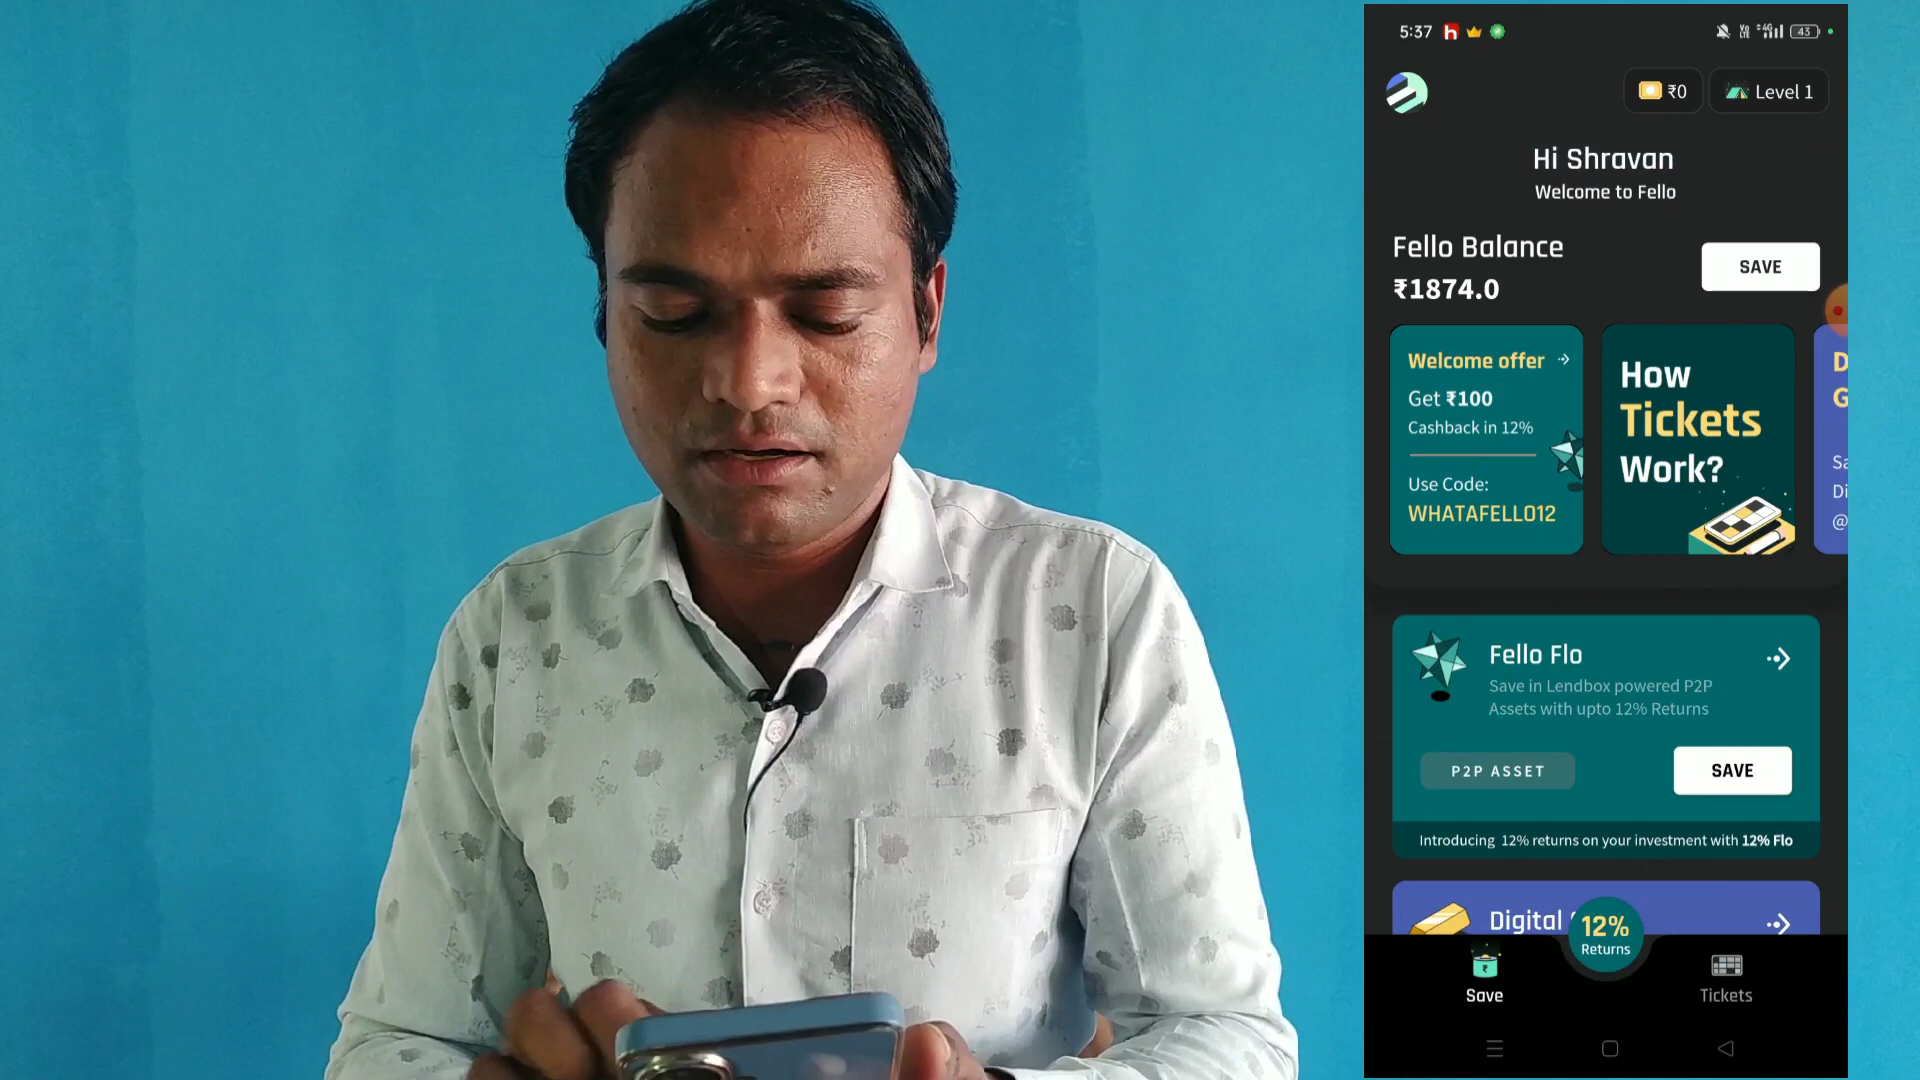 5:37
43
₹0
Level 1
Hi Shravan
Welcome to Fello
Fello Balance
₹1874.0
SAVE
Welcome offer
Get ₹100
Cashback in 12%
Use Code:
WHATAFELLO12
How
Tickets
Work?
D
G
Sa
Di
@
Fello Flo
Save in Lendbox powered P2P
Assets with upto 12% Returns
P2P ASSET
SAVE
Introducing 12% returns on your investment with 12% Flo
Digital
12%
Returns
Save
Tickets